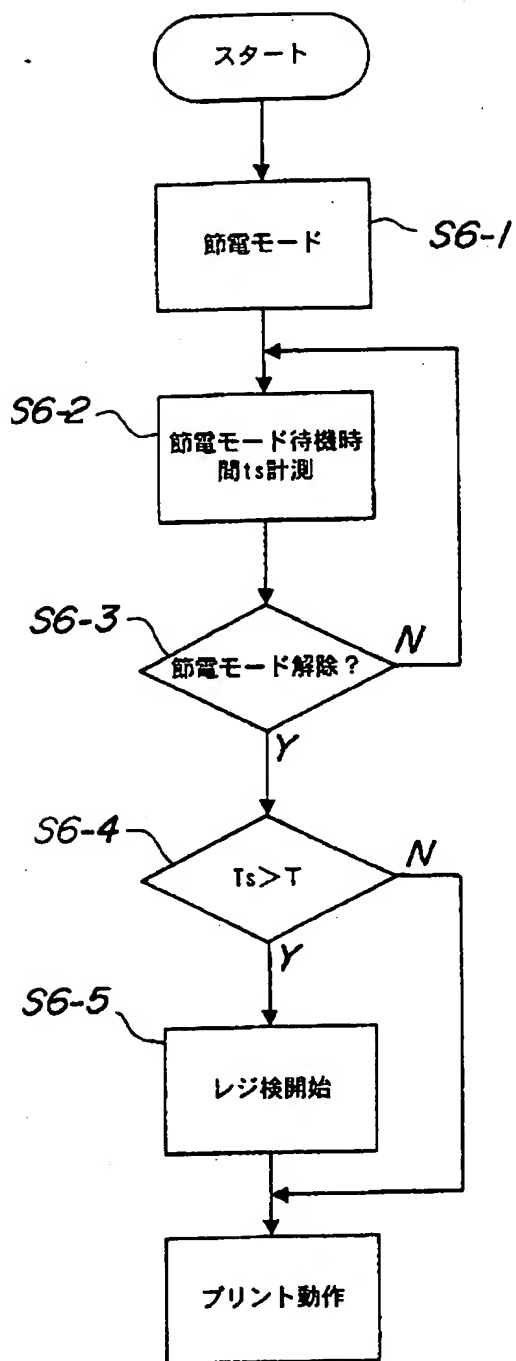 スタート
節電モード
S6-1
S6-2
節電モード待機時
間ts計測
S6-3
節電モード解除?
N
Y
S6-4
Ts>T
N
Y
S6-5
レジ検開始
プリント動作